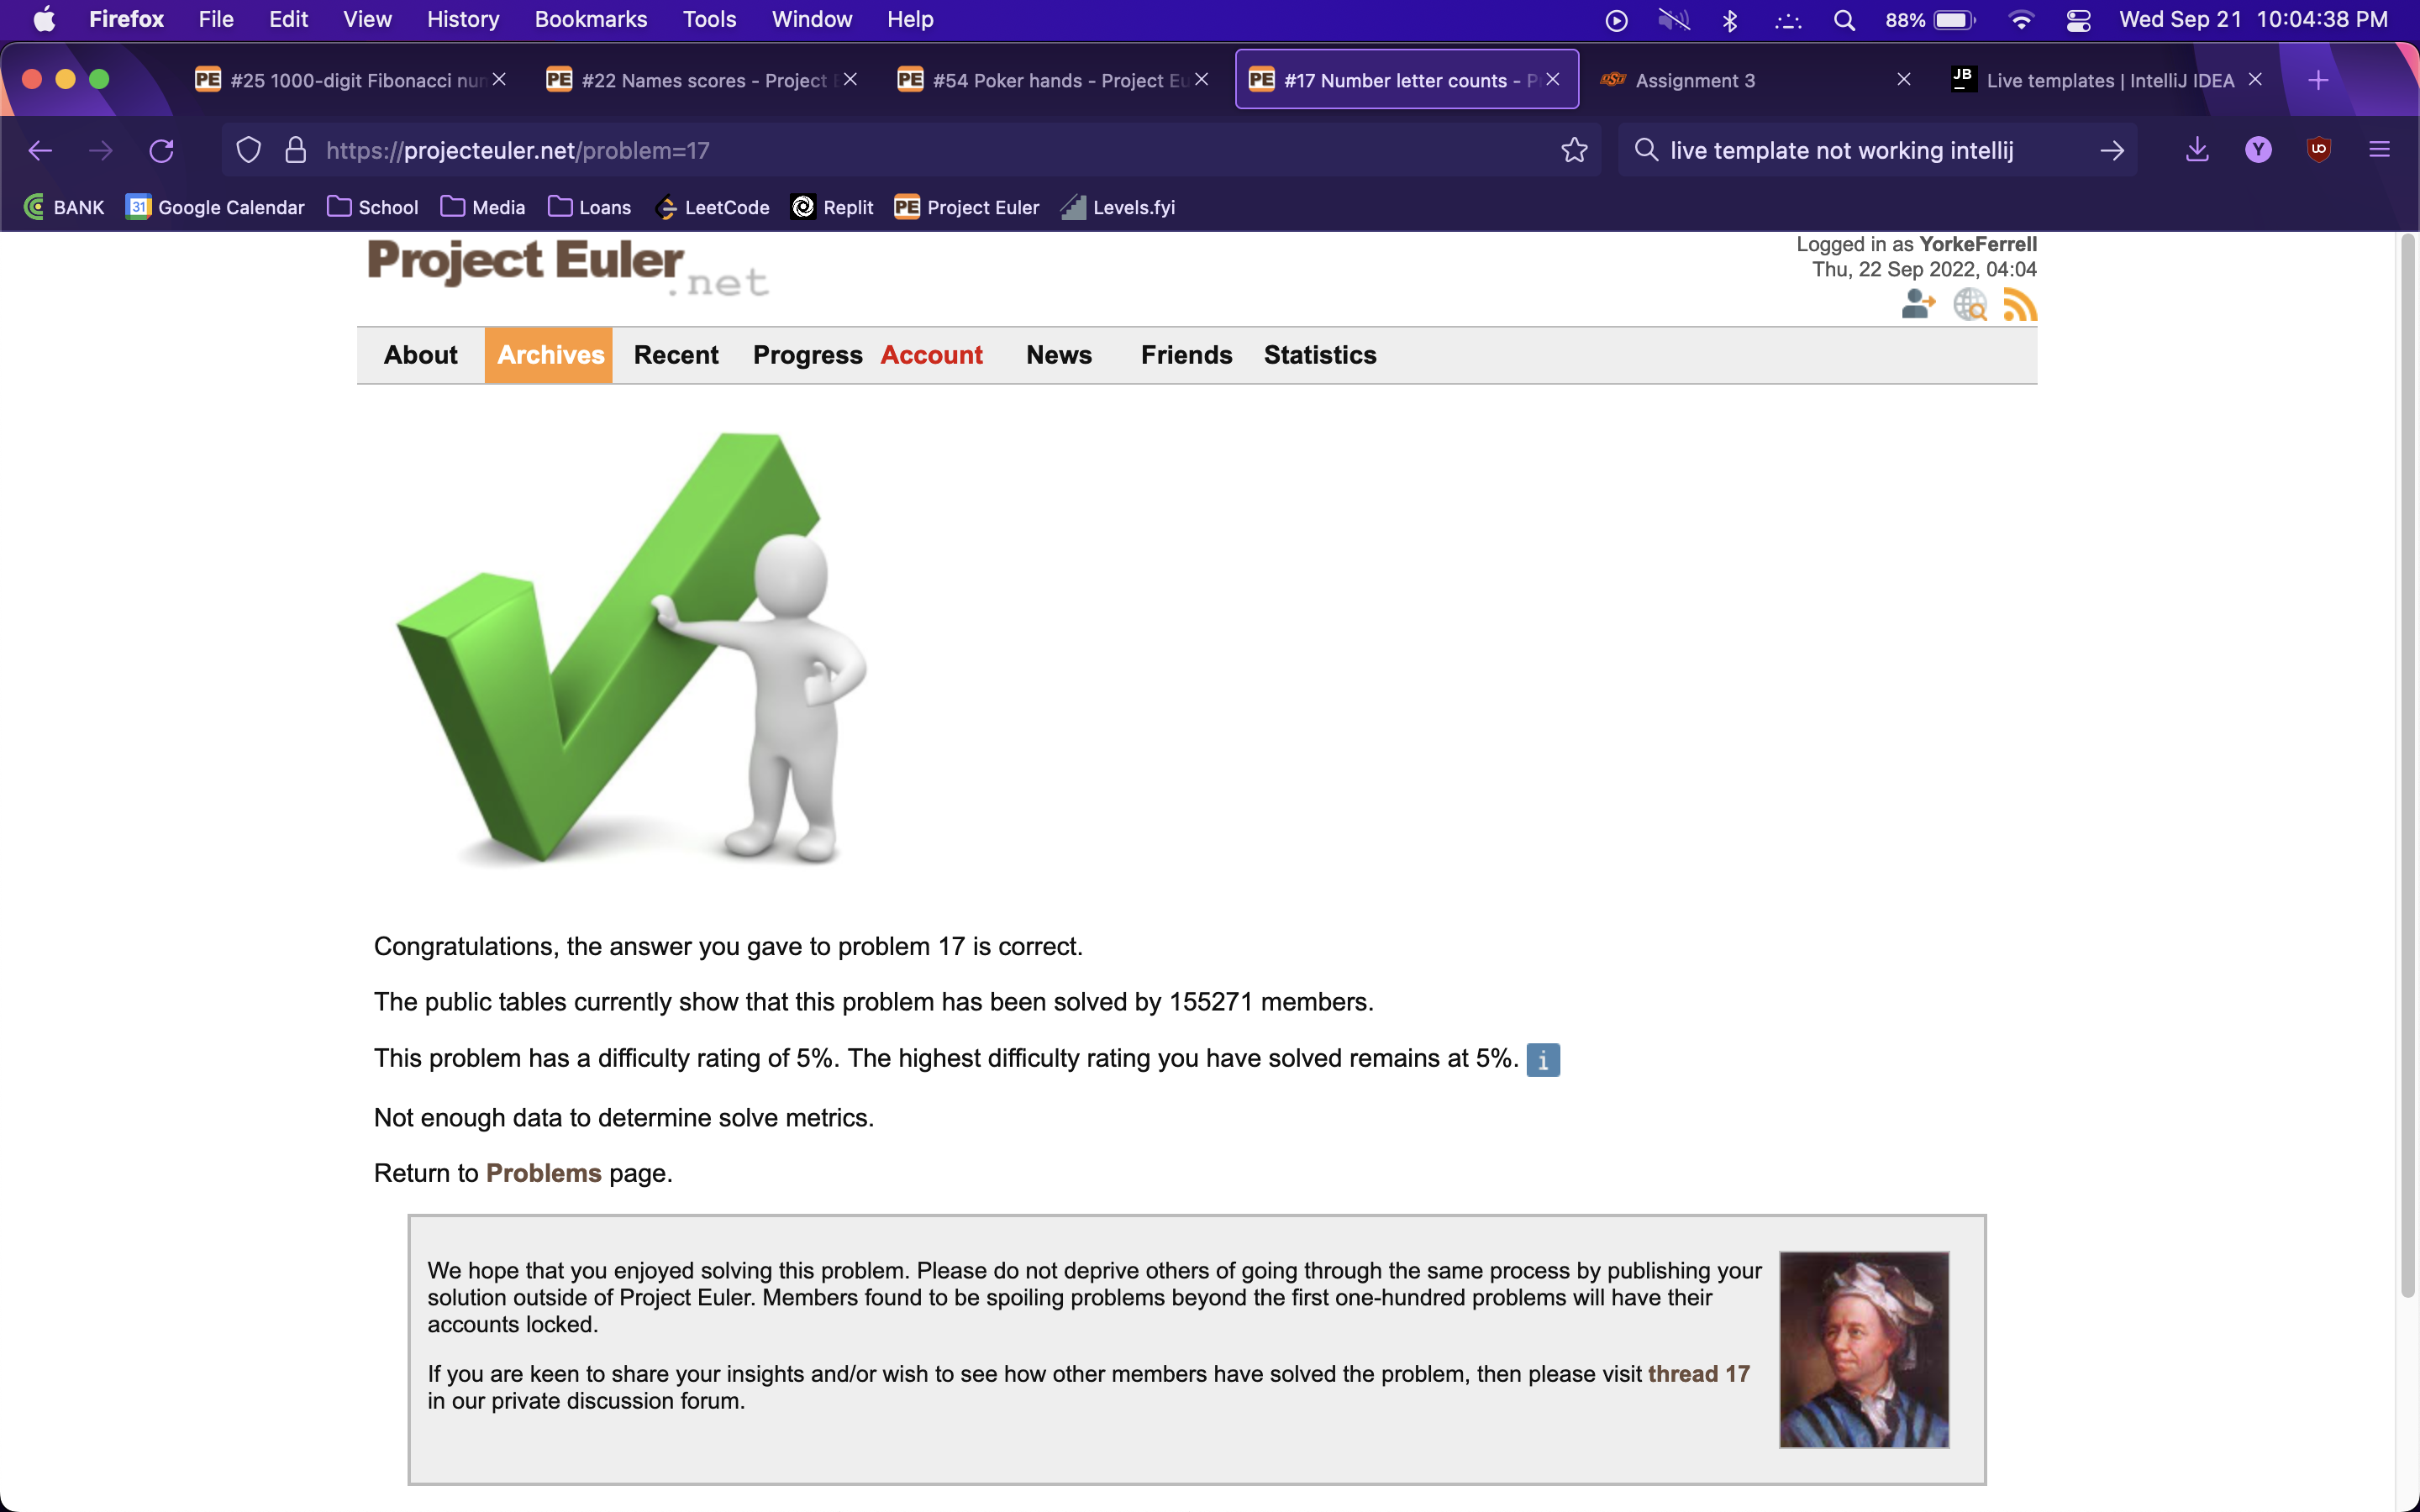 Firefox File Edit View History Bookmarks Tools Window Help 88% Wed Sep 21 10:04:38 PM
PE #25 1000-digit Fibonacci PE #22 Names scores - Project PE #54 Poker hands - Project PE #17 Number letter counts - OSU Assignment 3 JB Live templates | IntelliJ IDEA
https://projecteuler.net/problem=17 live template not working intellij Y
BANK 31 Google Calendar School Media Loans LeetCode Replit PE Project Euler Levels.fyi
Project Euler.net
Logged in as YorkeFerrell
Thu, 22 Sep 2022, 04:04
About Archives Recent Progress Account News Friends Statistics
Congratulations, the answer you gave to problem 17 is correct.
The public tables currently show that this problem has been solved by 155271 members.
This problem has a difficulty rating of 5%. The highest difficulty rating you have solved remains at 5%. i
Not enough data to determine solve metrics.
Return to Problems page.
We hope that you enjoyed solving this problem. Please do not deprive others of going through the same process by publishing your
solution outside of Project Euler. Members found to be spoiling problems beyond the first one-hundred problems will have their
accounts locked.
If you are keen to share your insights and/or wish to see how other members have solved the problem, then please visit thread 17
in our private discussion forum.